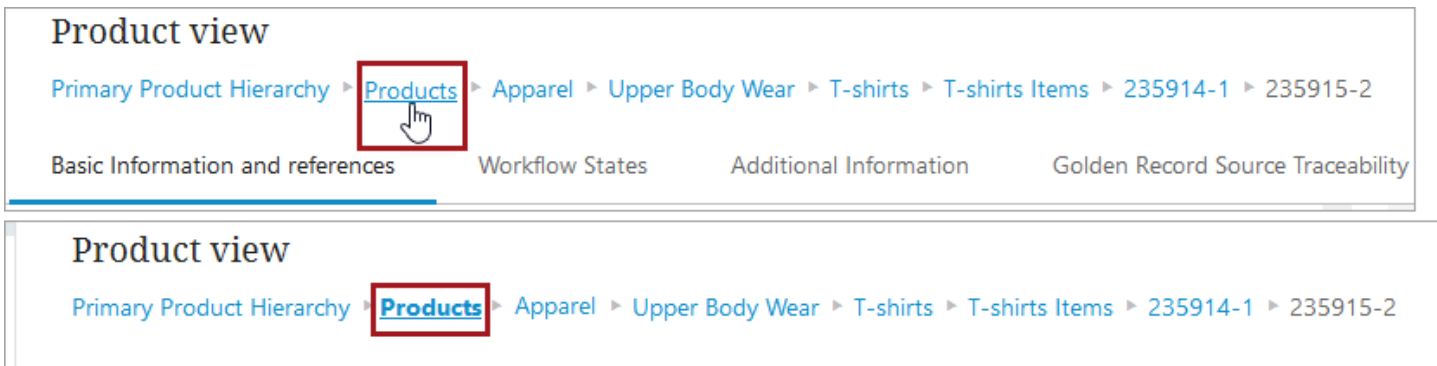 Product view
Primary Product Hierarchy ▸ Products ▸ Apparel ▸ Upper Body Wear ▸ T-shirts ▸ T-shirts Items ▸ 235914-1 ▸ 235915-2
Basic Information and references Workflow States Additional Information Golden Record Source Traceability
Product view
Primary Product Hierarchy ▸ Products ▸ Apparel ▸ Upper Body Wear ▸ T-shirts ▸ T-shirts Items ▸ 235914-1 ▸ 235915-2